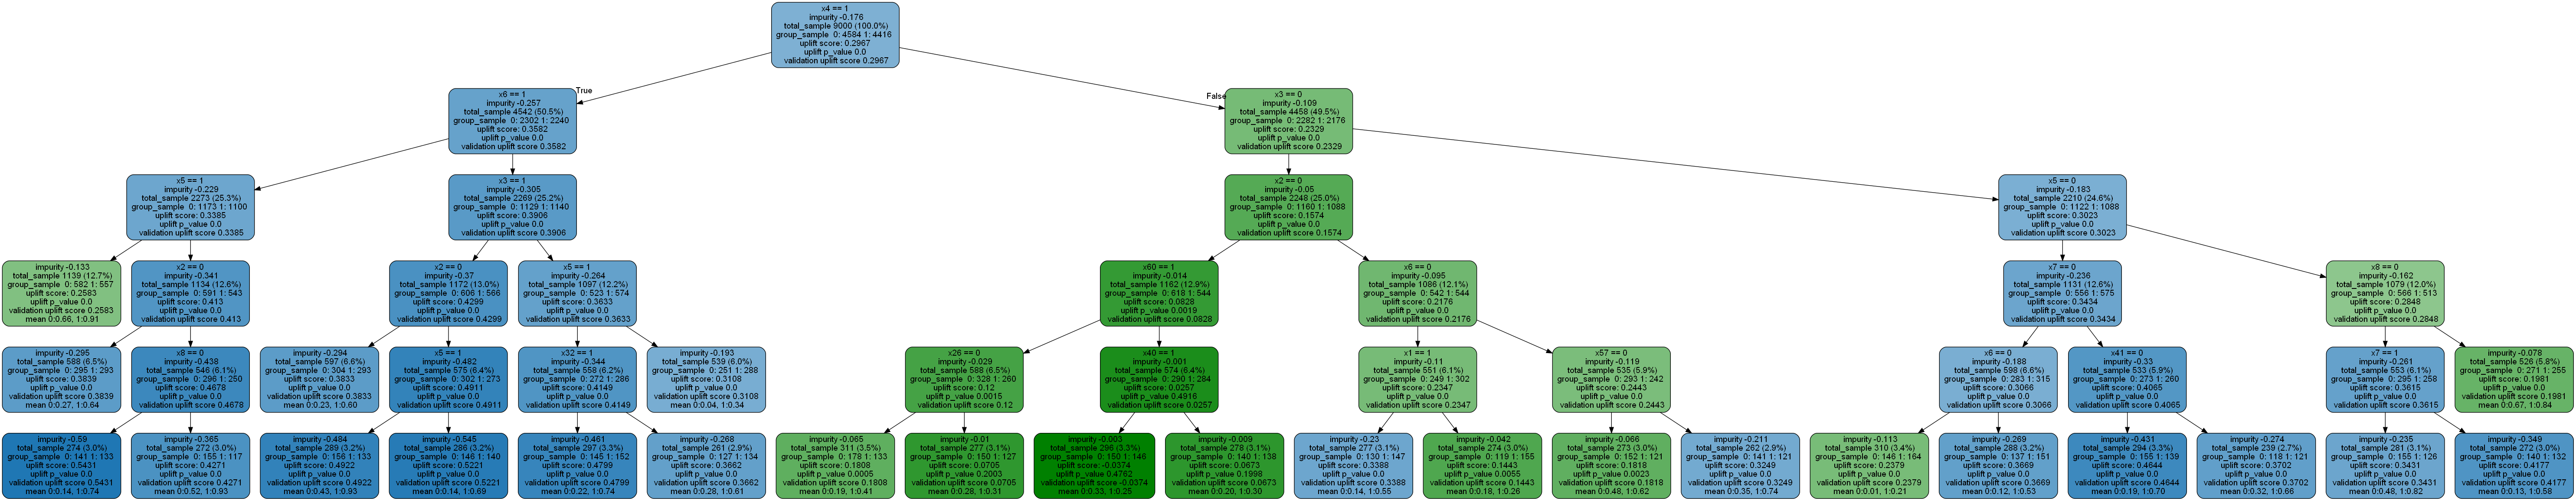 x4 == 1
impurity -0.176
total_sample 9000 (100.0%)
group_sample  0: 4584 1: 4416
uplift score: 0.2967
uplift p_value 0.0
validation uplift score 0.2967
True
False
x6 == 1
impurity -0.257
total_sample 4542 (50.5%)
group_sample  0: 2302 1: 2240
uplift score: 0.3582
uplift p_value 0.0
validation uplift score 0.3582
x3 == 0
impurity -0.109
total_sample 4458 (49.5%)
group_sample  0: 2282 1: 2176
uplift score: 0.2329
uplift p_value 0.0
validation uplift score 0.2329
x5 == 1
impurity -0.229
total_sample 2273 (25.3%)
group_sample  0: 1173 1: 1100
uplift score: 0.3385
uplift p_value 0.0
validation uplift score 0.3385
x3 == 1
impurity -0.305
total_sample 2269 (25.2%)
group_sample  0: 1129 1: 1140
uplift score: 0.3906
uplift p_value 0.0
validation uplift score 0.3906
x2 == 0
impurity -0.05
total_sample 2248 (25.0%)
group_sample  0: 1160 1: 1088
uplift score: 0.1574
uplift p_value 0.0
validation uplift score 0.1574
x5 == 0
impurity -0.183
total_sample 2210 (24.6%)
group_sample  0: 1122 1: 1088
uplift score: 0.3023
uplift p_value 0.0
validation uplift score 0.3023
impurity -0.133
total_sample 1139 (12.7%)
group_sample  0: 582 1: 557
uplift score: 0.2583
uplift p_value 0.0
validation uplift score 0.2583
mean 0:0.66, 1:0.91
x2 == 0
impurity -0.341
total_sample 1134 (12.6%)
group_sample  0: 591 1: 543
uplift score: 0.413
uplift p_value 0.0
validation uplift score 0.413
x2 == 0
impurity -0.37
total_sample 1172 (13.0%)
group_sample  0: 606 1: 566
uplift score: 0.4299
uplift p_value 0.0
validation uplift score 0.4299
x5 == 1
impurity -0.264
total_sample 1097 (12.2%)
group_sample  0: 523 1: 574
uplift score: 0.3633
uplift p_value 0.0
validation uplift score 0.3633
x60 == 1
impurity -0.014
total_sample 1162 (12.9%)
group_sample  0: 618 1: 544
uplift score: 0.0828
uplift p_value 0.0019
validation uplift score 0.0828
x6 == 0
impurity -0.095
total_sample 1086 (12.1%)
group_sample  0: 542 1: 544
uplift score: 0.2176
uplift p_value 0.0
validation uplift score 0.2176
x7 == 0
impurity -0.236
total_sample 1131 (12.6%)
group_sample  0: 556 1: 575
uplift score: 0.3434
uplift p_value 0.0
validation uplift score 0.3434
x8 == 0
impurity -0.162
total_sample 1079 (12.0%)
group_sample  0: 566 1: 513
uplift score: 0.2848
uplift p_value 0.0
validation uplift score 0.2848
impurity -0.295
total_sample 588 (6.5%)
group_sample  0: 295 1: 293
uplift score: 0.3839
uplift p_value 0.0
validation uplift score 0.3839
mean 0:0.27, 1:0.64
x8 == 0
impurity -0.438
total_sample 546 (6.1%)
group_sample  0: 296 1: 250
uplift score: 0.4678
uplift p_value 0.0
validation uplift score 0.4678
impurity -0.294
total_sample 597 (6.6%)
group_sample  0: 304 1: 293
uplift score: 0.3833
uplift p_value 0.0
validation uplift score 0.3833
mean 0:0.23, 1:0.60
x5 == 1
impurity -0.482
total_sample 575 (6.4%)
group_sample  0: 302 1: 273
uplift score: 0.4911
uplift p_value 0.0
validation uplift score 0.4911
x32 == 1
impurity -0.344
total_sample 558 (6.2%)
group_sample  0: 272 1: 286
uplift score: 0.4149
uplift p_value 0.0
validation uplift score 0.4149
impurity -0.193
total_sample 539 (6.0%)
group_sample  0: 251 1: 288
uplift score: 0.3108
uplift p_value 0.0
validation uplift score 0.3108
mean 0:0.04, 1:0.34
x26 == 0
impurity -0.029
total_sample 588 (6.5%)
group_sample  0: 328 1: 260
uplift score: 0.12
uplift p_value 0.0015
validation uplift score 0.12
x40 == 1
impurity -0.001
total_sample 574 (6.4%)
group_sample  0: 290 1: 284
uplift score: 0.0257
uplift p_value 0.4916
validation uplift score 0.0257
x1 == 1
impurity -0.11
total_sample 551 (6.1%)
group_sample  0: 249 1: 302
uplift score: 0.2347
uplift p_value 0.0
validation uplift score 0.2347
x57 == 0
impurity -0.119
total_sample 535 (5.9%)
group_sample  0: 293 1: 242
uplift score: 0.2443
uplift p_value 0.0
validation uplift score 0.2443
x6 == 0
impurity -0.188
total_sample 598 (6.6%)
group_sample  0: 283 1: 315
uplift score: 0.3066
uplift p_value 0.0
validation uplift score 0.3066
x41 == 0
impurity -0.33
total_sample 533 (5.9%)
group_sample  0: 273 1: 260
uplift score: 0.4065
uplift p_value 0.0
validation uplift score 0.4065
x7 == 1
impurity -0.261
total_sample 553 (6.1%)
group_sample  0: 295 1: 258
uplift score: 0.3615
uplift p_value 0.0
validation uplift score 0.3615
impurity -0.078
total_sample 526 (5.8%)
group_sample  0: 271 1: 255
uplift score: 0.1981
uplift p_value 0.0
validation uplift score 0.1981
mean 0:0.67, 1:0.84
impurity -0.59
total_sample 274 (3.0%)
group_sample  0: 141 1: 133
uplift score: 0.5431
uplift p_value 0.0
validation uplift score 0.5431
mean 0:0.14, 1:0.74
impurity -0.365
total_sample 272 (3.0%)
group_sample  0: 155 1: 117
uplift score: 0.4271
uplift p_value 0.0
validation uplift score 0.4271
mean 0:0.52, 1:0.93
impurity -0.484
total_sample 289 (3.2%)
group_sample  0: 156 1: 133
uplift score: 0.4922
uplift p_value 0.0
validation uplift score 0.4922
mean 0:0.43, 1:0.93
impurity -0.545
total_sample 286 (3.2%)
group_sample  0: 146 1: 140
uplift score: 0.5221
uplift p_value 0.0
validation uplift score 0.5221
mean 0:0.14, 1:0.69
impurity -0.461
total_sample 297 (3.3%)
group_sample  0: 145 1: 152
uplift score: 0.4799
uplift p_value 0.0
validation uplift score 0.4799
mean 0:0.22, 1:0.74
impurity -0.268
total_sample 261 (2.9%)
group_sample  0: 127 1: 134
uplift score: 0.3662
uplift p_value 0.0
validation uplift score 0.3662
mean 0:0.28, 1:0.61
impurity -0.065
total_sample 311 (3.5%)
group_sample  0: 178 1: 133
uplift score: 0.1808
uplift p_value 0.0005
validation uplift score 0.1808
mean 0:0.19, 1:0.41
impurity -0.01
total_sample 277 (3.1%)
group_sample  0: 150 1: 127
uplift score: 0.0705
uplift p_value 0.2003
validation uplift score 0.0705
mean 0:0.28, 1:0.31
impurity -0.003
total_sample 296 (3.3%)
group_sample  0: 150 1: 146
uplift score: -0.0374
uplift p_value 0.4762
validation uplift score -0.0374
mean 0:0.33, 1:0.25
impurity -0.009
total_sample 278 (3.1%)
group_sample  0: 140 1: 138
uplift score: 0.0673
uplift p_value 0.1998
validation uplift score 0.0673
mean 0:0.20, 1:0.30
impurity -0.23
total_sample 277 (3.1%)
group_sample  0: 130 1: 147
uplift score: 0.3388
uplift p_value 0.0
validation uplift score 0.3388
mean 0:0.14, 1:0.55
impurity -0.042
total_sample 274 (3.0%)
group_sample  0: 119 1: 155
uplift score: 0.1443
uplift p_value 0.0055
validation uplift score 0.1443
mean 0:0.18, 1:0.26
impurity -0.066
total_sample 273 (3.0%)
group_sample  0: 152 1: 121
uplift score: 0.1818
uplift p_value 0.0023
validation uplift score 0.1818
mean 0:0.48, 1:0.62
impurity -0.211
total_sample 262 (2.9%)
group_sample  0: 141 1: 121
uplift score: 0.3249
uplift p_value 0.0
validation uplift score 0.3249
mean 0:0.35, 1:0.74
impurity -0.113
total_sample 310 (3.4%)
group_sample  0: 146 1: 164
uplift score: 0.2379
uplift p_value 0.0
validation uplift score 0.2379
mean 0:0.01, 1:0.21
impurity -0.269
total_sample 288 (3.2%)
group_sample  0: 137 1: 151
uplift score: 0.3669
uplift p_value 0.0
validation uplift score 0.3669
mean 0:0.12, 1:0.53
impurity -0.431
total_sample 294 (3.3%)
group_sample  0: 155 1: 139
uplift score: 0.4644
uplift p_value 0.0
validation uplift score 0.4644
mean 0:0.19, 1:0.70
impurity -0.274
total_sample 239 (2.7%)
group_sample  0: 118 1: 121
uplift score: 0.3702
uplift p_value 0.0
validation uplift score 0.3702
mean 0:0.32, 1:0.66
impurity -0.235
total_sample 281 (3.1%)
group_sample  0: 155 1: 126
uplift score: 0.3431
uplift p_value 0.0
validation uplift score 0.3431
mean 0:0.48, 1:0.82
impurity -0.349
total_sample 272 (3.0%)
group_sample  0: 140 1: 132
uplift score: 0.4177
uplift p_value 0.0
validation uplift score 0.4177
mean 0:0.13, 1:0.58